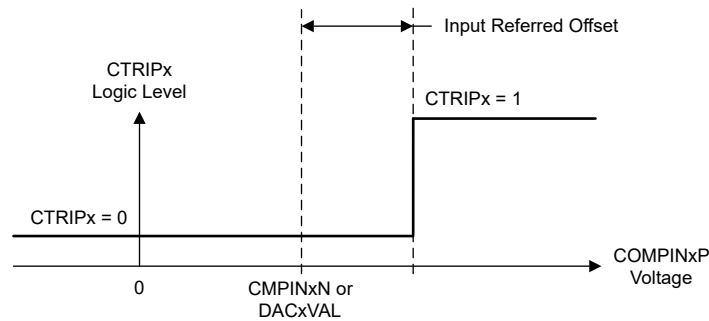 Input Referred Offset
CTRIPx
Logic Level
CTRIPx = 1
CTRIPx = 0
COMPINxP
Voltage
0
CMPINxN or
DACxVAL